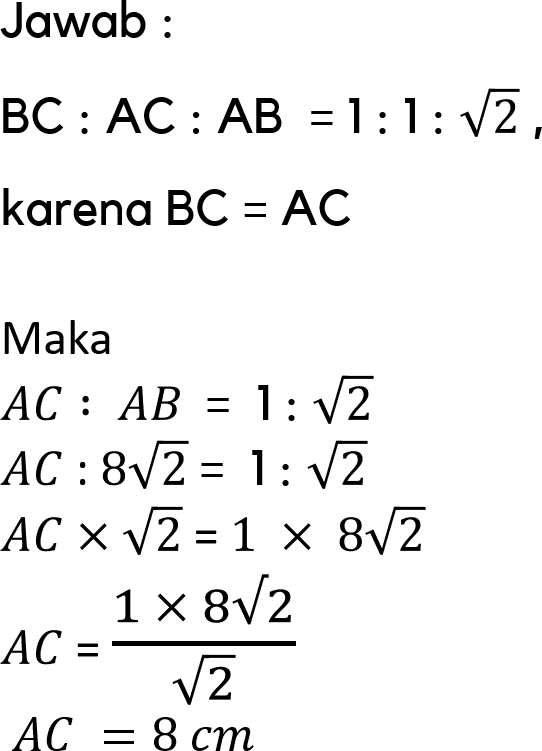 Jawab :
BC : AC : AB = 1 : 1 : √2 ,
karena BC = AC
Maka
AC : AB = 1 : √2
AC : 8√2 = 1 : √2
AC × √2 = 1 × 8√2
AC = (1 × 8√2)/√2
AC = 8 cm